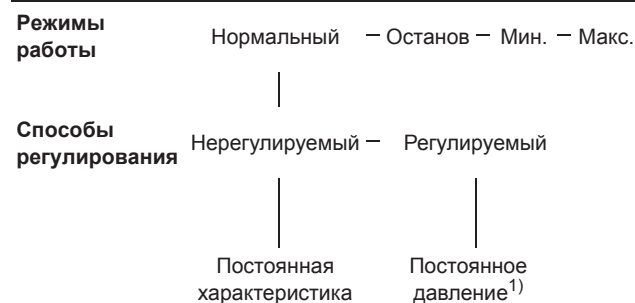 Режимы
работы
Нормальный – Останов – Мин. – Макс.
Способы
регулирования
Нерегулируемый – Регулируемый
Постоянная
характеристика
Постоянное
давление1)